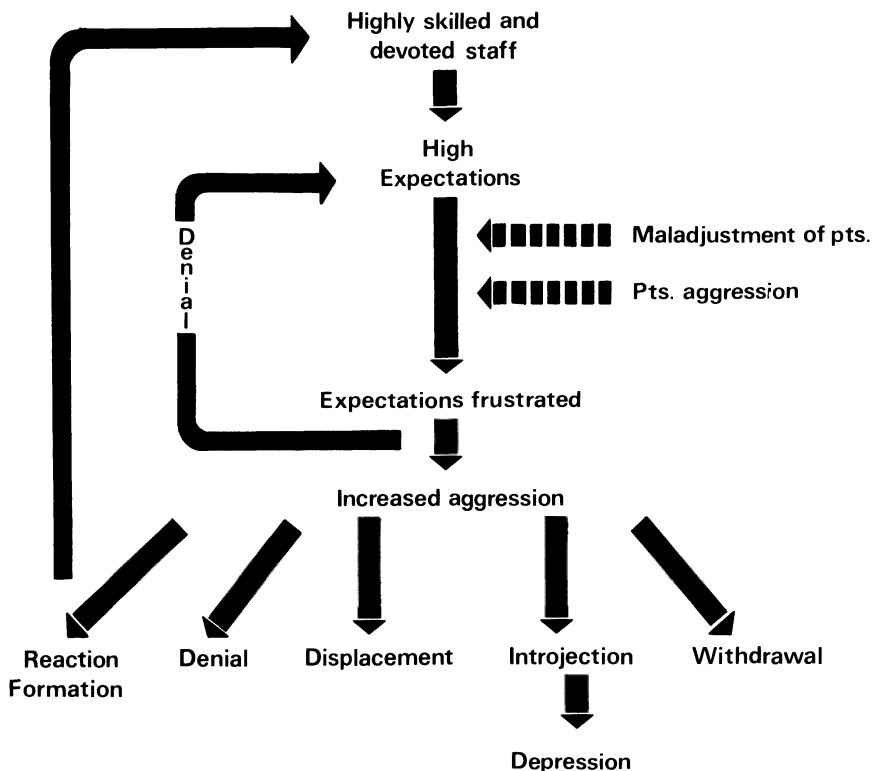 Highly skilled and
devoted staff
High
Expectations
Denial
Maladjustment of pts.
Pts. aggression
Expectations frustrated
Increased aggression
Reaction
Formation
Denial
Displacement
Introjection
Withdrawal
Depression